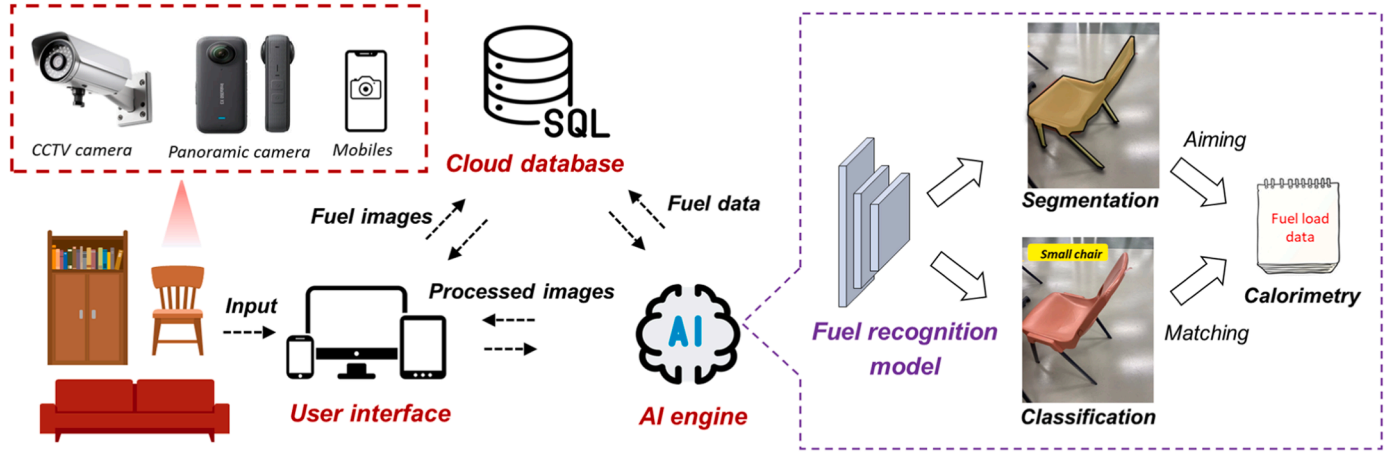 CCTV camera
Panoramic camera
Mobiles
SQL
Cloud database
Fuel images
Fuel data
Input
Processed images
User interface
AI
AI engine
Fuel recognition
model
Segmentation
Small chair
Classification
Aiming
Matching
Fuel load
data
Calorimetry